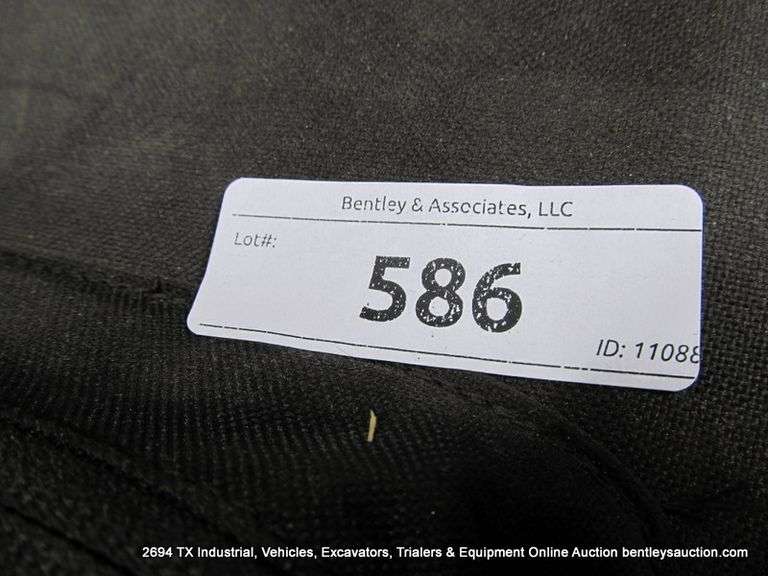 Bentley & Associates, LLC
Lot#:
586
ID: 11088
2694 TX Industrial, Vehicles, Excavators, Trialers & Equipment Online Auction bentleysauction.com